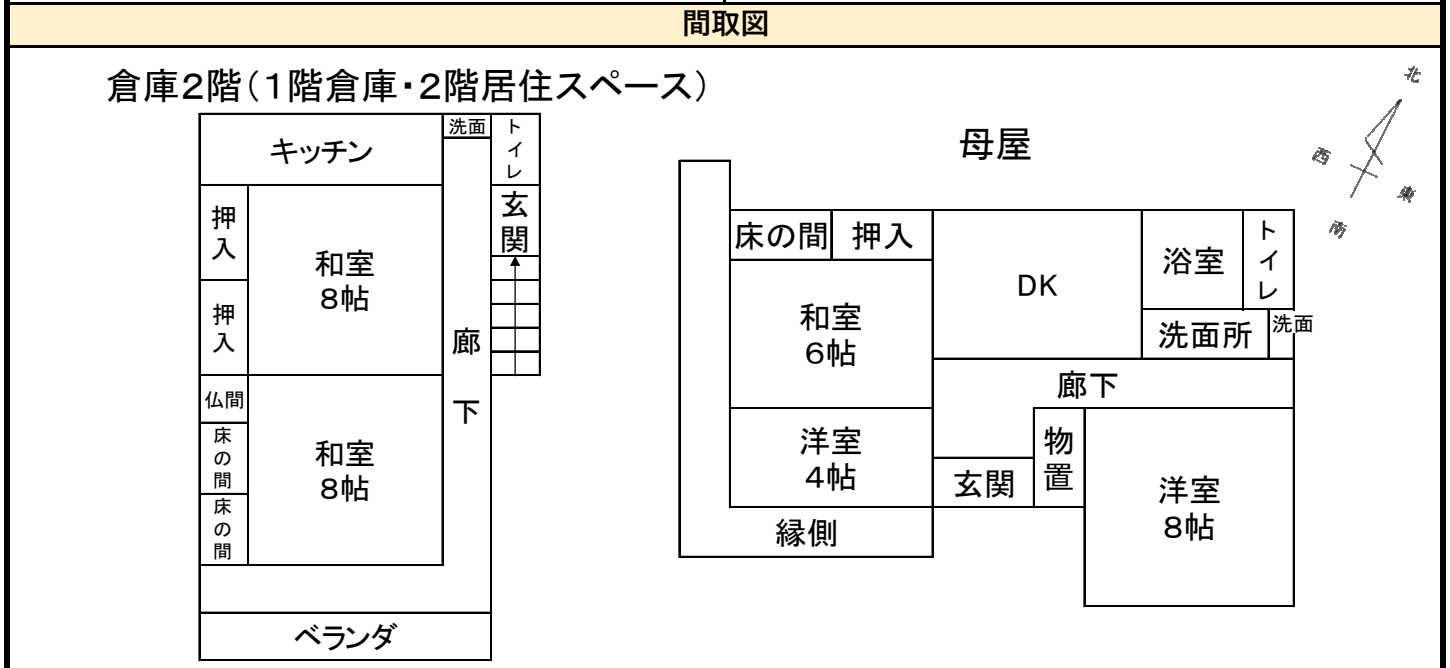 間取図
倉庫2階(1階倉庫・2階居住スペース)
キッチン
洗面
トイレ
玄関
押入
和室
8帖
押入
廊下
仏間
床の間
和室
8帖
床の間
ベランダ
母屋
北
西
東
南
床の間
押入
DK
浴室
トイレ
和室
6帖
洗面所
洗面
廊下
洋室
4帖
玄関
物置
洋室
8帖
縁側